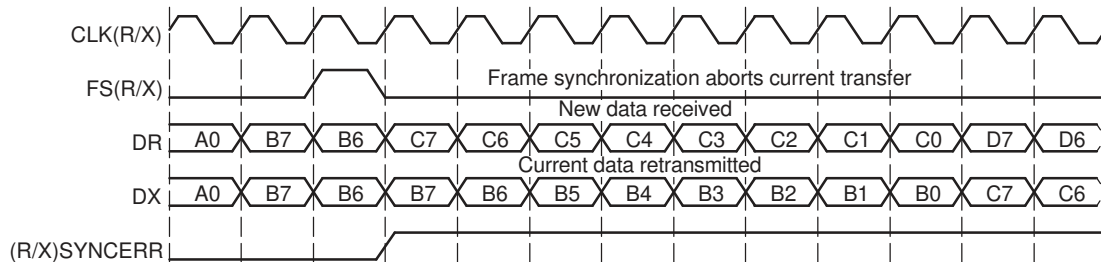 CLK(R/X)
FS(R/X)
Frame synchronization aborts current transfer
New data received
DR A0 B7 B6 C7 C6 C5 C4 C3 C2 C1 C0 D7 D6
Current data retransmitted
DX A0 B7 B6 B7 B6 B5 B4 B3 B2 B1 B0 C7 C6
(R/X)SYNCERR